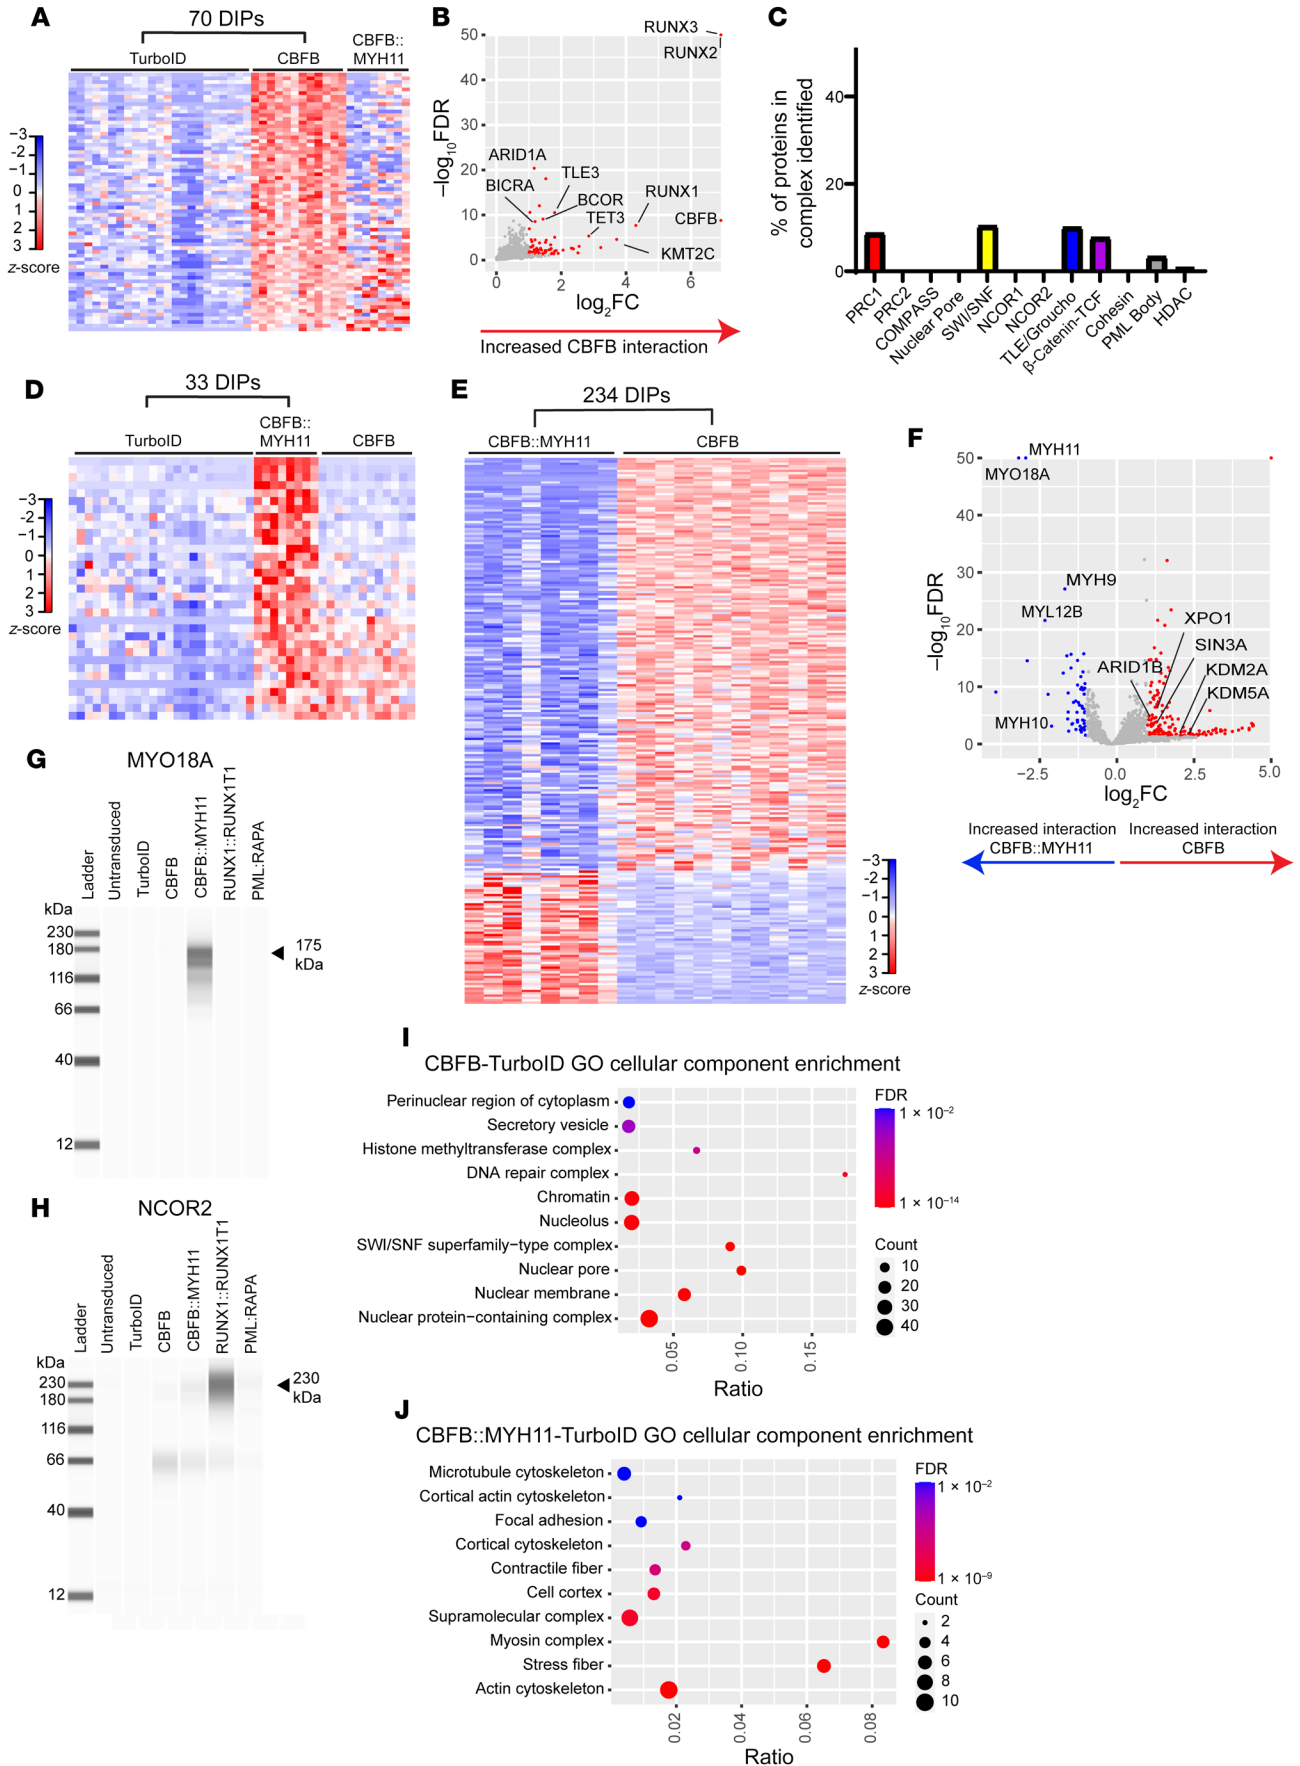 A
70 DIPs
TurboID
CBFB
CBFB::
MYH11
−3
−2
−1
0
1
2
3
z-score
B
50
40
30
20
10
0
−log10FDR
RUNX3
RUNX2
ARID1A
TLE3
BICRA
BCOR
RUNX1
TET3
CBFB
KMT2C
0
2
4
6
log2FC
Increased CBFB interaction
C
% of proteins in
complex identified
40
20
0
PRC1
PRC2
COMPASS
Nuclear Pore
SWI/SNF
NCOR1
NCOR2
TLE/Groucho
β-Catenin-TCF
Cohesin
PML Body
HDAC
D
33 DIPs
TurboID
CBFB::
MYH11
CBFB
−3
-2
−1
0
1
2
3
z-score
E
234 DIPs
CBFB::MYH11
CBFB
−3
-2
−1
0
1
2
3
z-score
F
50
40
30
20
10
0
−log10FDR
MYH11
MYO18A
MYH9
MYL12B
XPO1
SIN3A
ARID1B
KDM2A
KDM5A
MYH10
−2.5
0.0
2.5
5.0
log2FC
Increased interaction
CBFB::MYH11
Increased interaction
CBFB
G
MYO18A
Ladder
Untransduced
TurboID
CBFB
CBFB::MYH11
RUNX1::RUNX1T1
PML:RAPA
kDa
230
180
116
66
40
12
175
kDa
H
NCOR2
Ladder
Untransduced
TurboID
CBFB
CBFB::MYH11
RUNX1::RUNX1T1
PML:RAPA
kDa
230
180
116
66
40
12
230
kDa
I
CBFB-TurboID GO cellular component enrichment
Perinuclear region of cytoplasm
Secretory vesicle
Histone methyltransferase complex
DNA repair complex
Chromatin
Nucleolus
SWI/SNF superfamily−type complex
Nuclear pore
Nuclear membrane
Nuclear protein−containing complex
0.05
0.10
0.15
Ratio
FDR
1 × 10−2
1 × 10−14
Count
10
20
30
40
J
CBFB::MYH11-TurboID GO cellular component enrichment
Microtubule cytoskeleton
Cortical actin cytoskeleton
Focal adhesion
Cortical cytoskeleton
Contractile fiber
Cell cortex
Supramolecular complex
Myosin complex
Stress fiber
Actin cytoskeleton
0.02
0.04
0.06
0.08
Ratio
FDR
1 × 10−2
1 × 10−9
Count
2
4
6
8
10